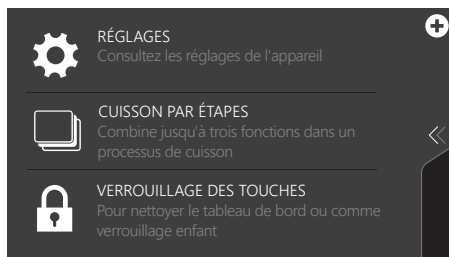 RÉGLAGES
Consultez les réglages de l'appareil
CUISSON PAR ÉTAPES
Combine jusqu'à trois fonctions dans un
processus de cuisson
VERROUILLAGE DES TOUCHES
Pour nettoyer le tableau de bord ou comme
verrouillage enfant